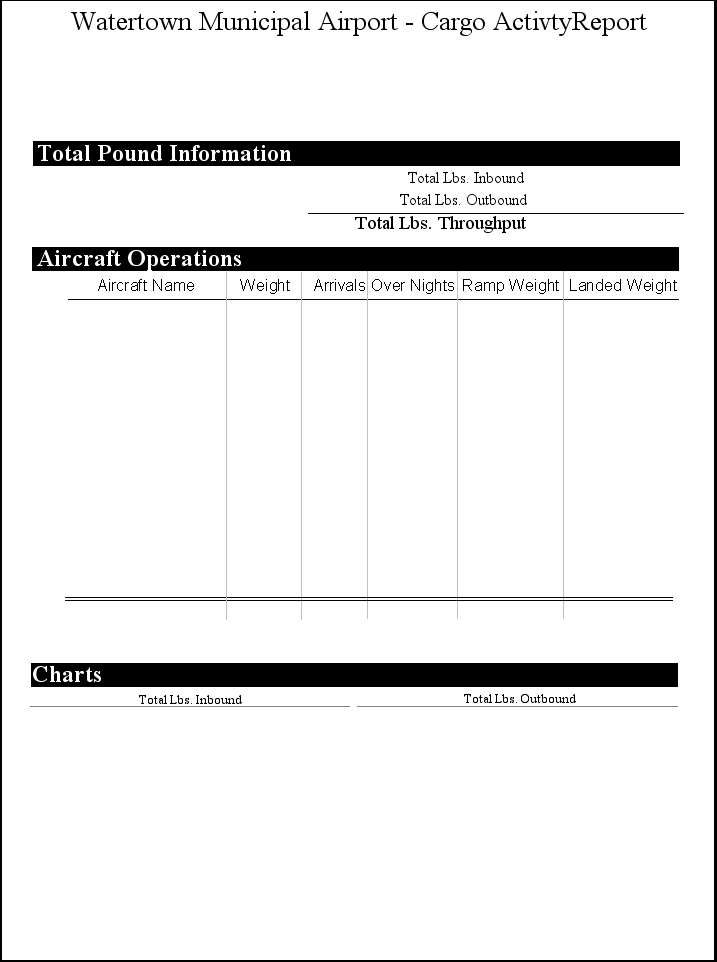 Watertown Municipal Airport - Cargo ActivtyReport
Total Pound Information
Total Lbs. Inbound
Total Lbs. Outbound
Total Lbs. Throughput
Aircraft Operations
Aircraft Name Weight Arrivals Over Nights Ramp Weight Landed Weight
Charts
Total Lbs. Inbound Total Lbs. Outbound